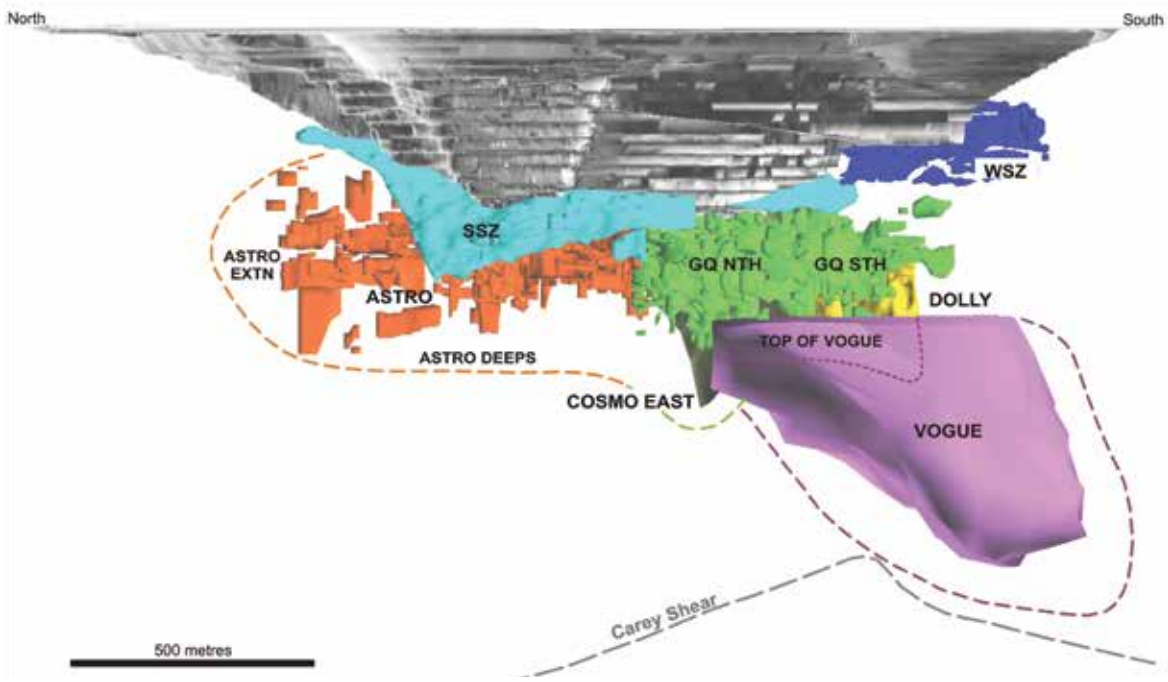 North
South
WSZ
SSZ
ASTRO
EXTN
GQ NTH
GQ STH
ASTRO
DOLLY
TOP OF VOGUE
ASTRO DEEPS
COSMO EAST
VOGUE
Carey Shear
500 metres